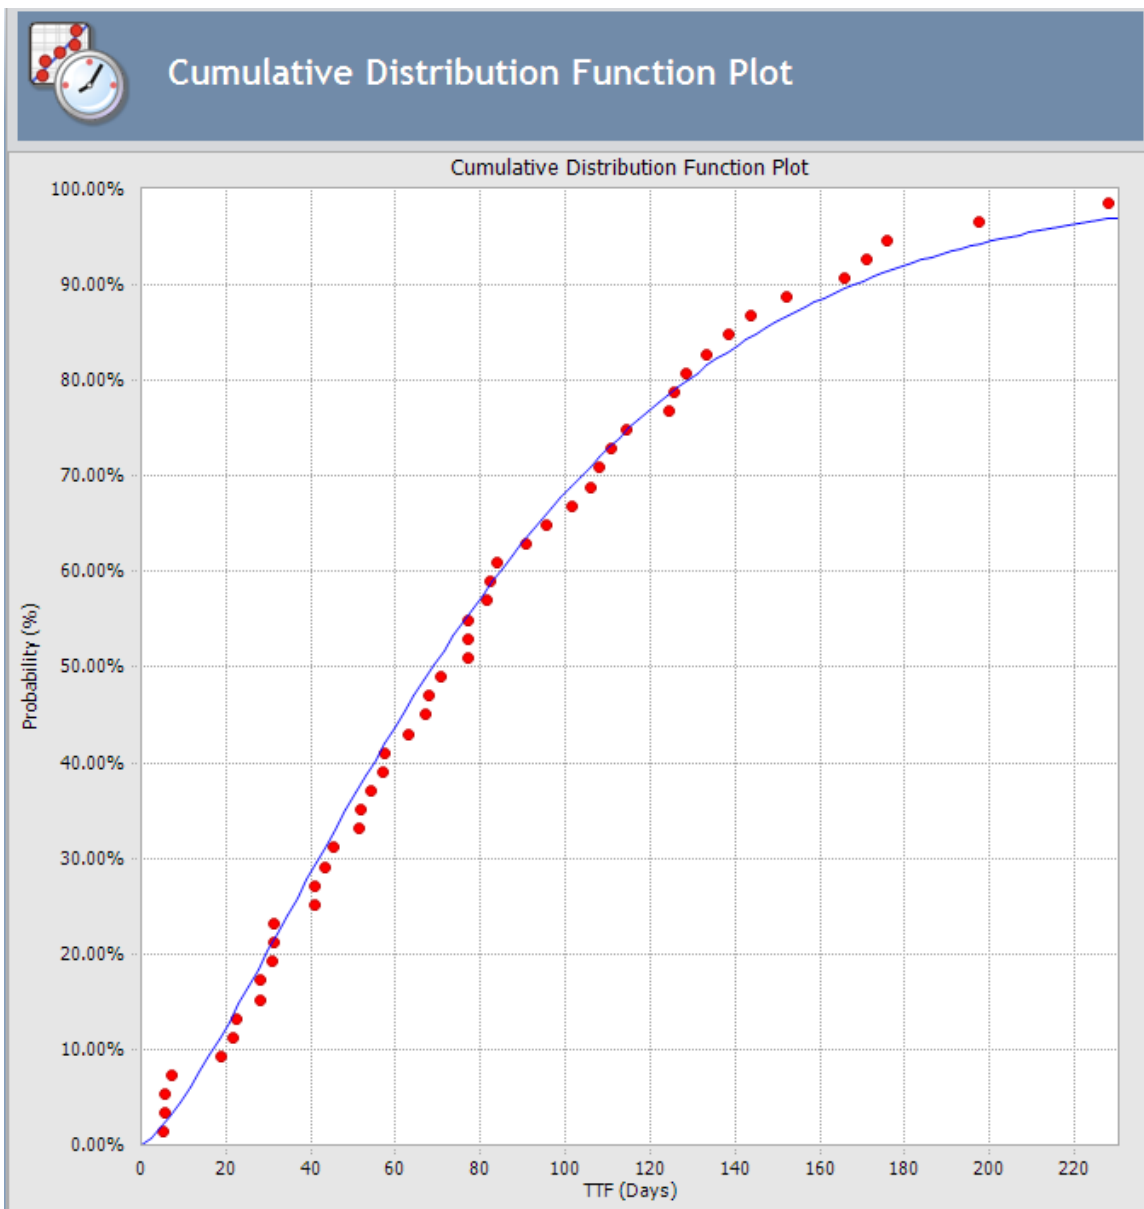 Cumulative Distribution Function Plot
Cumulative Distribution Function Plot
100.00%
90.00%
80.00%
70.00%
60.00%
50.00%
40.00%
30.00%
20.00%
10.00%
0.00%
Probability (%)
0 20 40 60 80 100 120 140 160 180 200 220
TTF (Days)